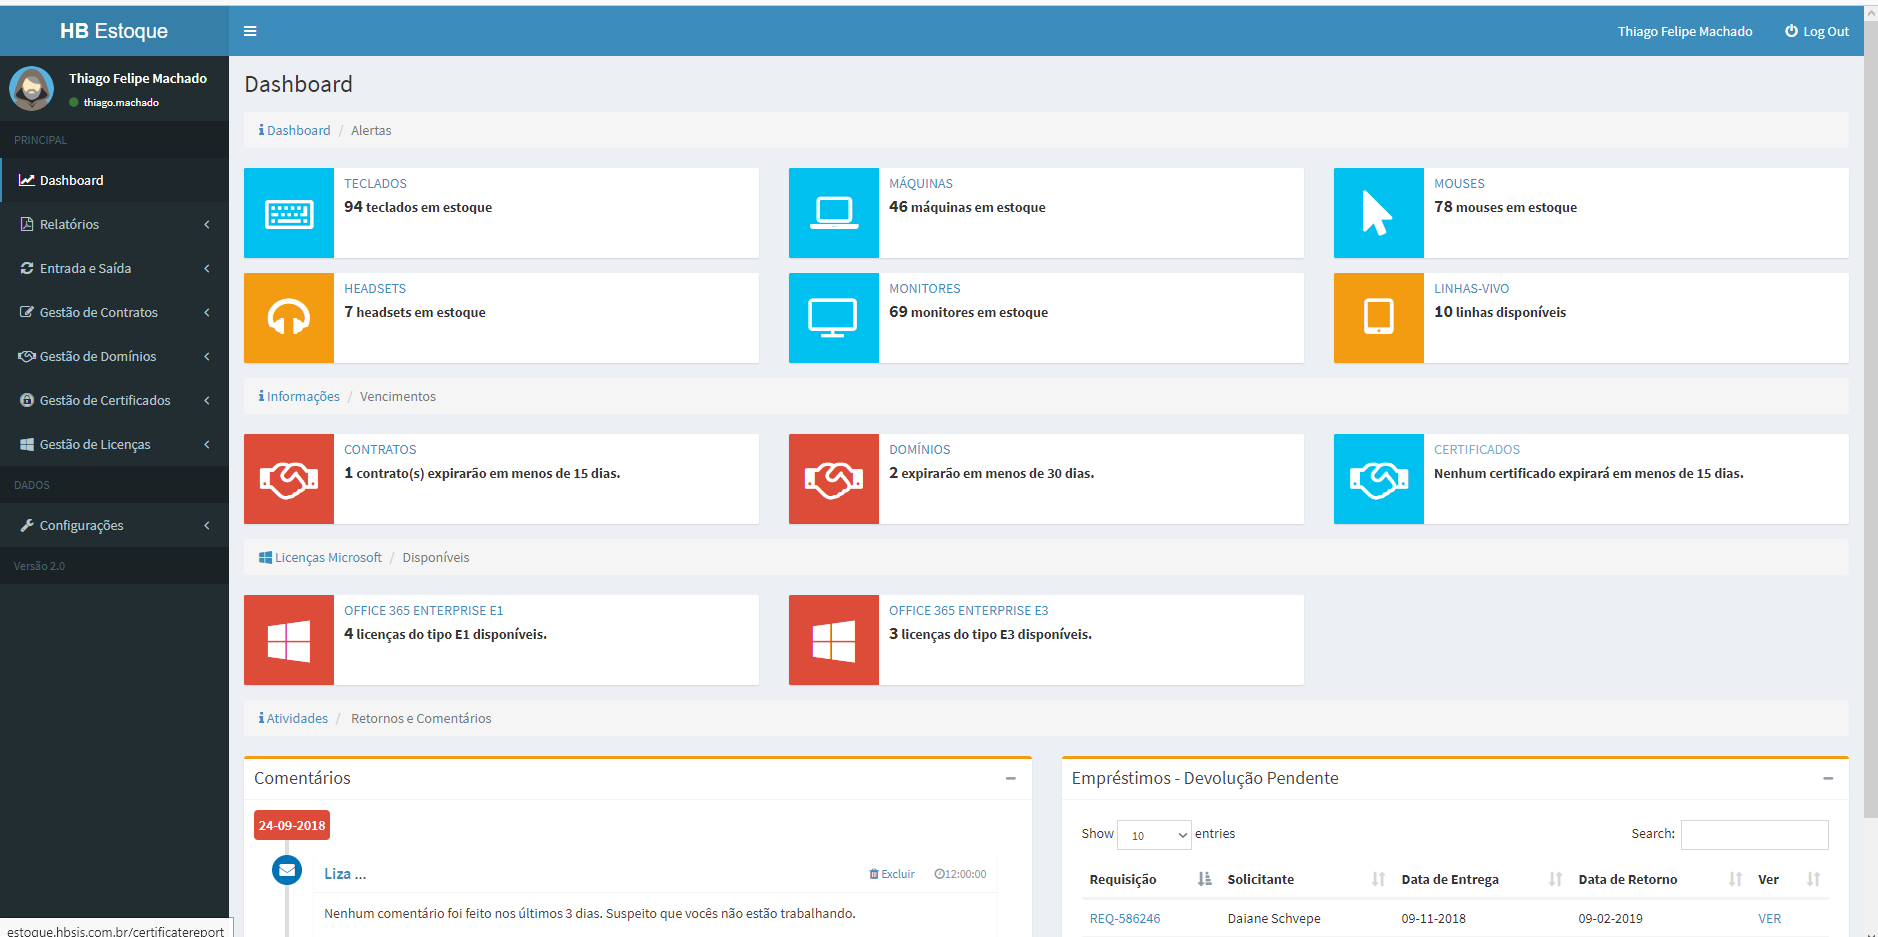 HB Estoque
Thiago Felipe Machado
Log Out
Thiago Felipe Machado
thiago.machado
PRINCIPAL
Dashboard
Relatórios
Entrada e Saída
Gestão de Contratos
Gestão de Domínios
Gestão de Certificados
Gestão de Licenças
DADOS
Configurações
Versão 2.0
Dashboard
Dashboard / Alertas
TECLADOS
94 teclados em estoque
MÁQUINAS
46 máquinas em estoque
MOUSES
78 mouses em estoque
HEADSETS
7 headsets em estoque
MONITORES
69 monitores em estoque
LINHAS-VIVO
10 linhas disponíveis
Informações / Vencimentos
CONTRATOS
1 contrato(s) expirarão em menos de 15 dias.
DOMÍNIOS
2 expirarão em menos de 30 dias.
CERTIFICADOS
Nenhum certificado expirará em menos de 15 dias.
Licenças Microsoft / Disponíveis
OFFICE 365 ENTERPRISE E1
4 licenças do tipo E1 disponíveis.
OFFICE 365 ENTERPRISE E3
3 licenças do tipo E3 disponíveis.
Atividades / Retornos e Comentários
Comentários
24-09-2018
Liza ...
Excluir
12:00:00
Nenhum comentário foi feito nos últimos 3 dias. Suspeito que vocês não estão trabalhando.
Empréstimos - Devolução Pendente
Show 10 entries
Search:
Requisição Solicitante Data de Entrega Data de Retorno Ver
REQ-586246 Daiane Schvepe 09-11-2018 09-02-2019 VER
estoque.hbsis.com.br/certificatereport